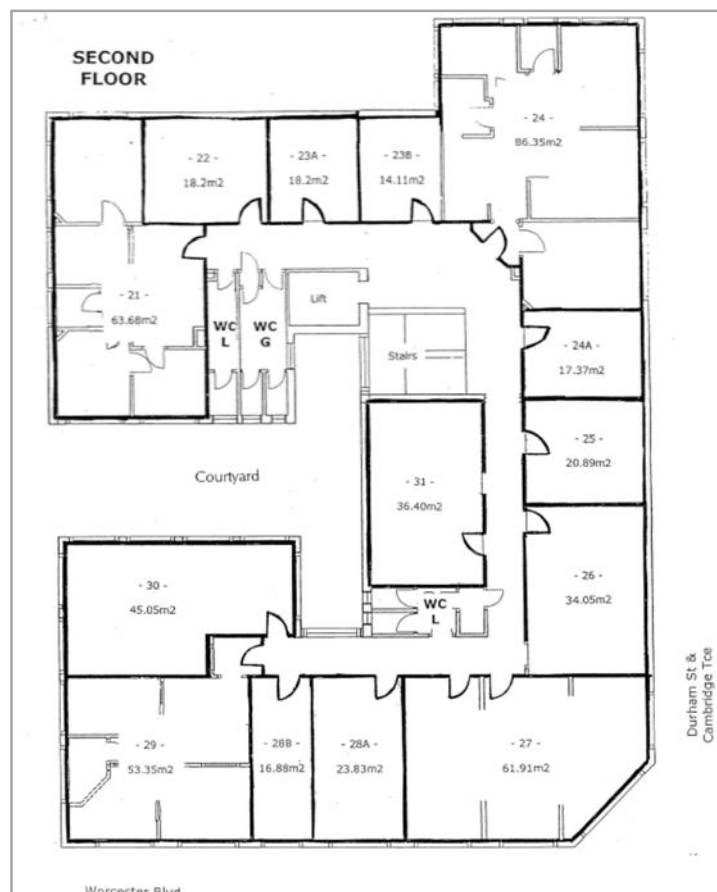 SECOND
FLOOR
- 22 -
18.2m2
- 23A -
18.2m2
- 23B -
14.11m2
- 24 -
86.35m2
- 21 -
63.68m2
WC
L
WC
G
Lift
Stairs
- 24A -
17.37m2
- 25 -
20.89m2
Courtyard
- 31 -
36.40m2
- 26 -
34.05m2
- 30 -
45.05m2
WC
L
Durham St &
Cambridge Tce
- 29 -
53.35m2
- 28B -
16.88m2
- 28A -
23.83m2
- 27 -
61.91m2
Worcester Blvd